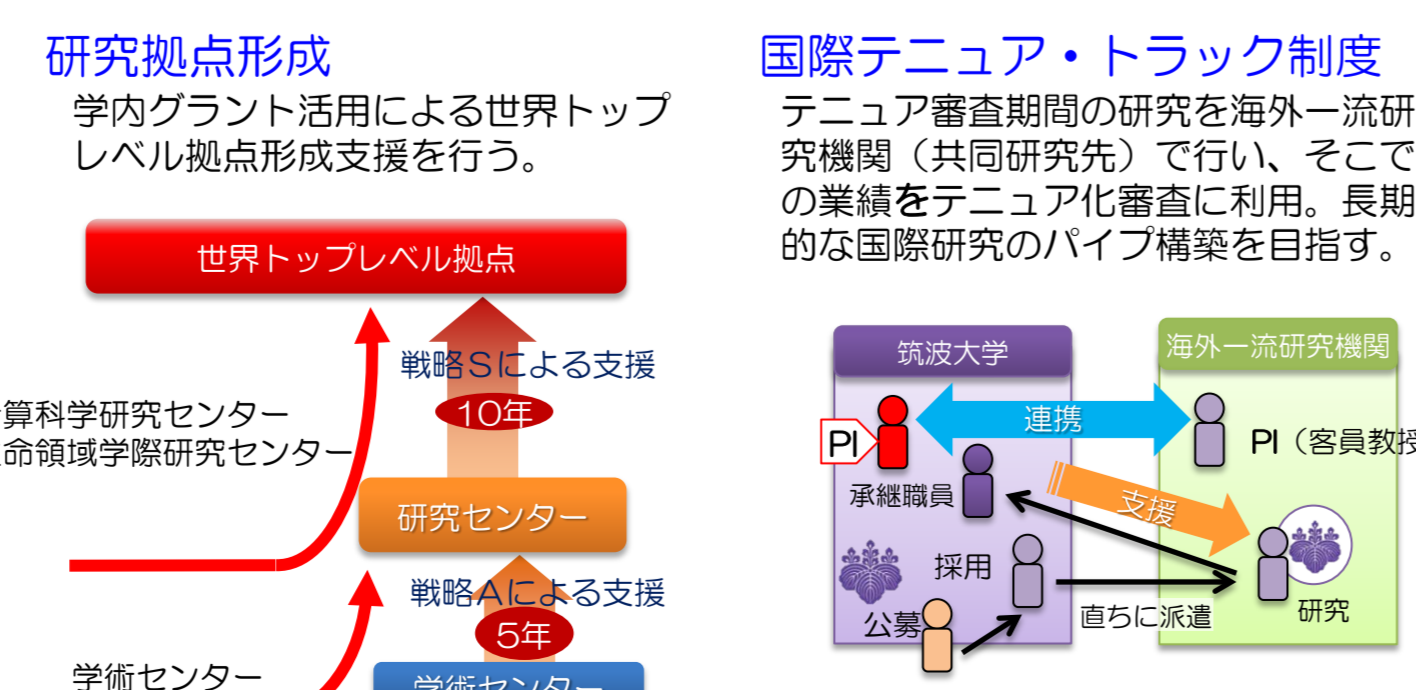 研究拠点形成
学内グラント活用による世界トップ
レベル拠点形成支援を行う。
世界トップレベル拠点
戦略Sによる支援
10年
算科学研究センター
命領域学際研究センター
研究センター
戦略Aによる支援
5年
学術センター
学術センター
国際テニュア・トラック制度
テニュア審査期間の研究を海外一流研
究機関（共同研究先）で行い、そこで
の業績をテニュア化審査に利用。長期
的な国際研究のパイプ構築を目指す。
筑波大学
海外一流研究機関
連携
PI
PI（客員教授
承継職員
支援
採用
公募
直ちに派遣
研究